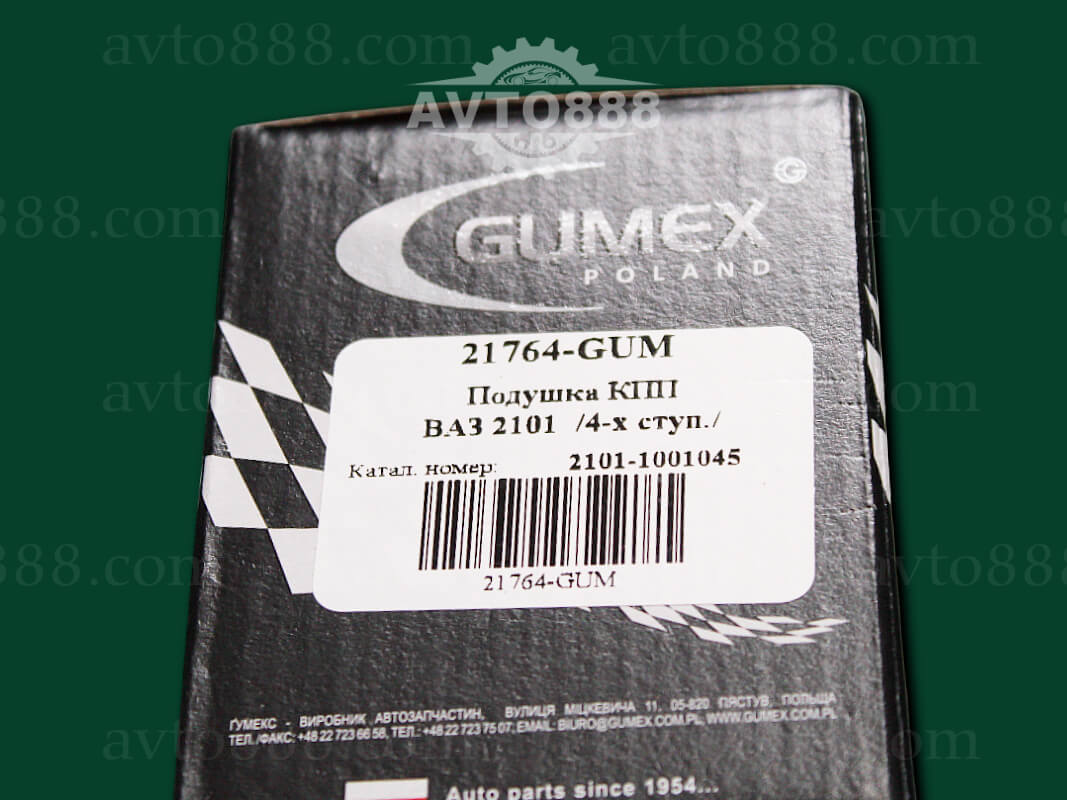 avto888.com avto888.com
AVTO888
G
GUMEX
POLAND
21764-GUM
Подушка КПП
ВАЗ 2101 /4-х ступ./
Катал. номер: 2101-1001045
21764-GUM
ҐУМЕКС - ВИРОБНИК АВТОЗАПЧАСТИН, ВУЛИЦЯ МІЦКЕВИЧА 11, 05-820 ПЯСТУВ, ПОЛЬЩА
ТЕЛ./ФАКС: +48 22 723 66 58, ТЕЛ.: +48 22 723 75 07, EMAIL: BIURO@GUMEX.COM.PL, WWW.GUMEX.COM.PL
Auto parts since 1954...